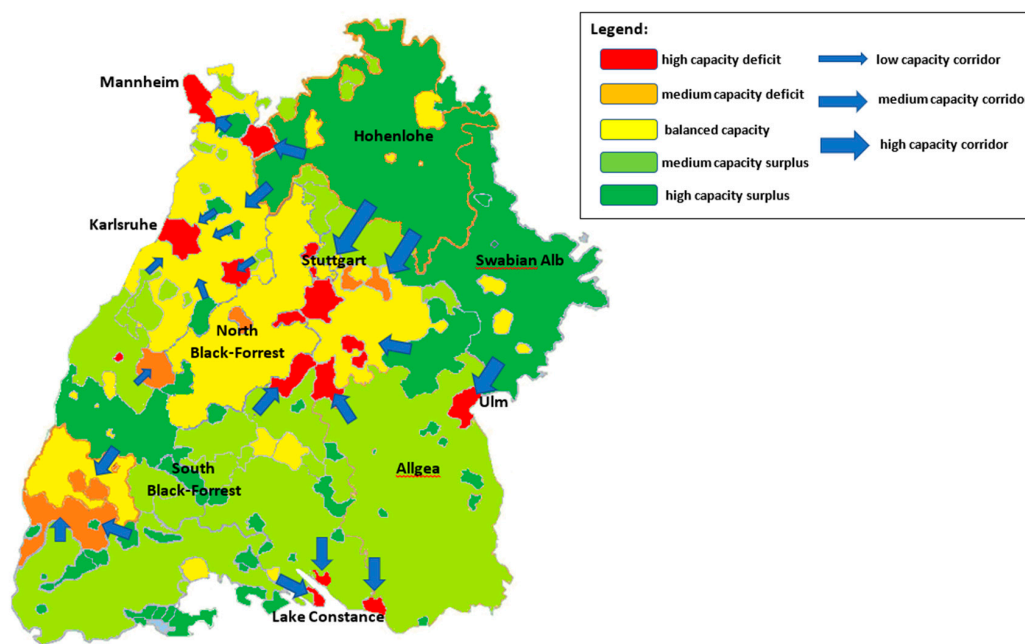 Legend:
high capacity deficit
medium capacity deficit
balanced capacity
medium capacity surplus
high capacity surplus
low capacity corridor
medium capacity corrido
high capacity corridor
Mannheim
Hohenlohe
Karlsruhe
Stuttgart
Swabian Alb
North
Black-Forrest
Ulm
South
Black-Forrest
Allgea
Lake Constance